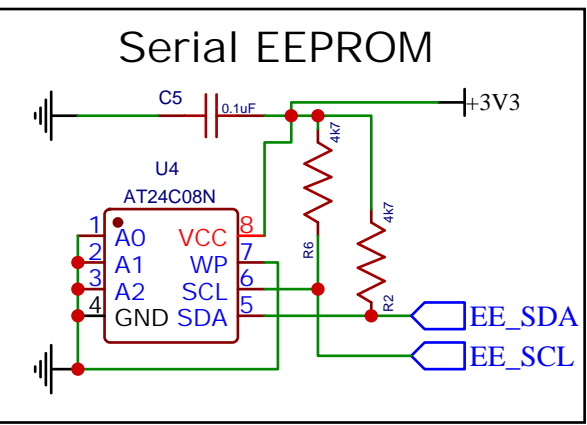 Serial EEPROM
C5
0.1uF
+3V3
4k7
4k7
U4
AT24C08N
1 A0 VCC 8
2 A1 WP 7
3 A2 SCL 6
4 GND SDA 5
R6
R2
EE_SDA
EE_SCL